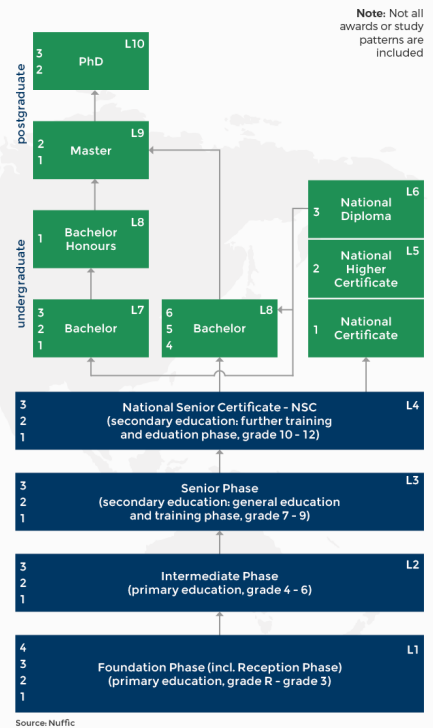 Note: Not all
awards or study
patterns are
included
postgraduate
undergraduate
L10
3
2
PhD
L9
2
1
Master
L8
1
Bachelor
Honours
L7
3
2
1
Bachelor
L8
6
5
4
Bachelor
L6
3
National
Diploma
L5
2
National
Higher
Certificate
1
National
Certificate
L4
3
2
1
National Senior Certificate - NSC
(secondary education: further training
and eduation phase, grade 10 - 12)
L3
3
2
1
Senior Phase
(secondary education: general education
and training phase, grade 7 - 9)
L2
3
2
1
Intermediate Phase
(primary education, grade 4 - 6)
L1
4
3
2
1
Foundation Phase (incl. Reception Phase)
(primary education, grade R - grade 3)
Source: Nuffic